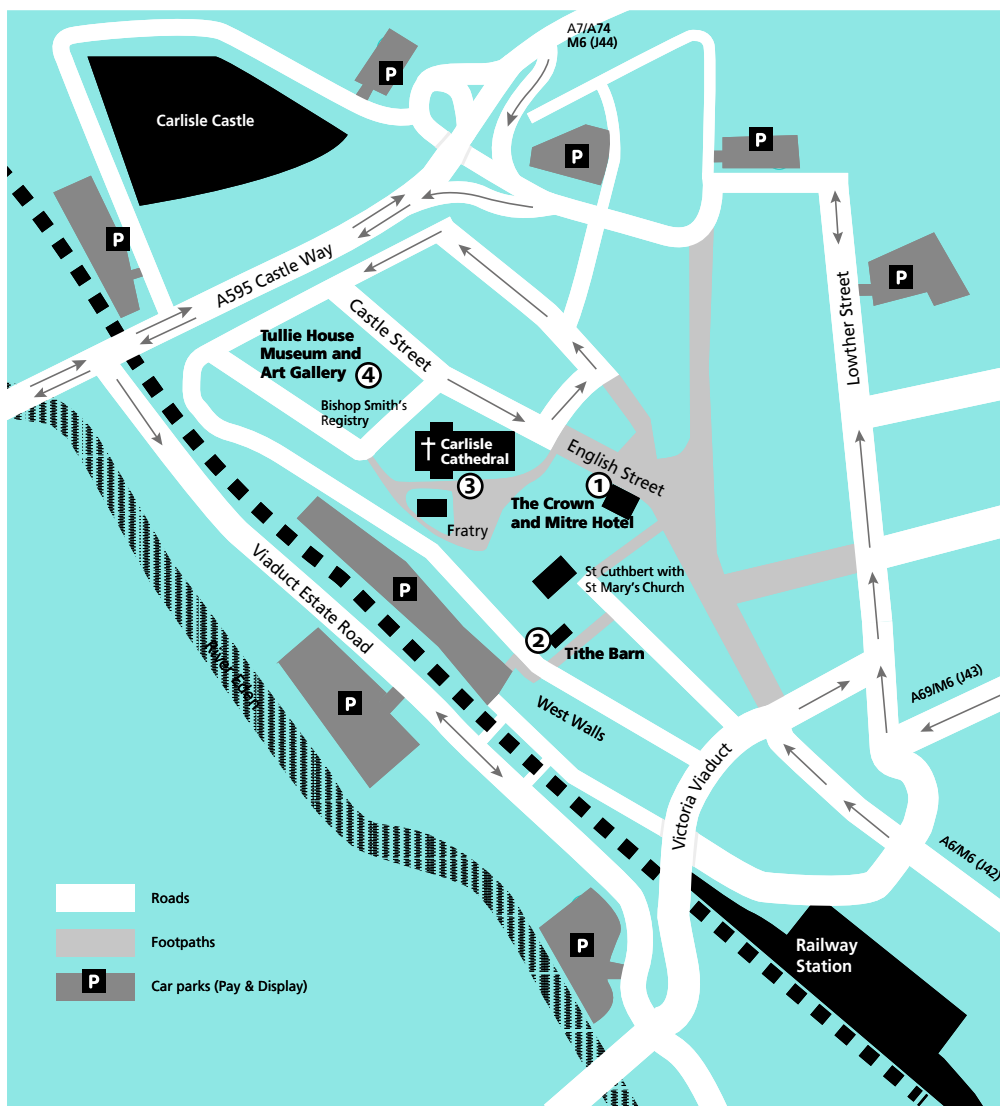 A7/A74
M6 (J44)
P
Carlisle Castle
P
P
P
P
A595 Castle Way
Lowther Street
Castle Street
Tullie House
Museum and
Art Gallery 4
Bishop Smith's
Registry
Carlisle
Cathedral
3
English Street
1
The Crown
and Mitre Hotel
Fratry
St Cuthbert with
St Mary's Church
P
Viaduct Estate Road
2
Tithe Barn
River Eden
P
West Walls
A69/M6 (J43)
Victoria Viaduct
A6/M6 (J42)
Roads
Footpaths
P
Car parks (Pay & Display)
P
Railway
Station